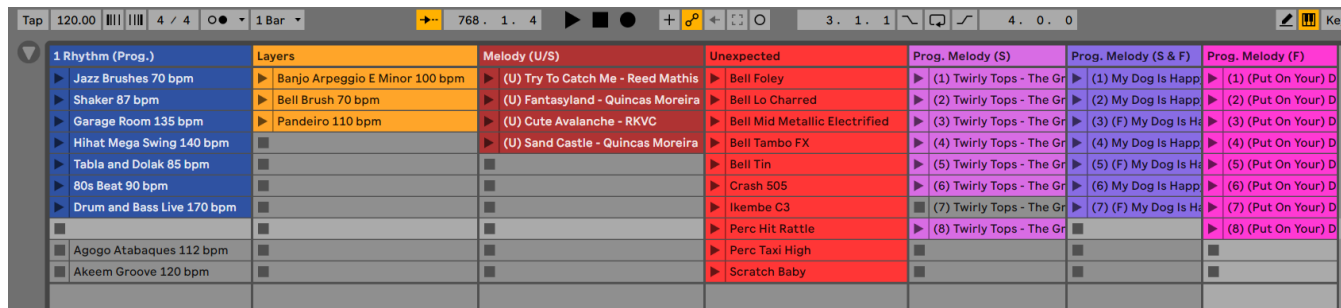 Tap 120.00 4 / 4 1 Bar 768. 1. 4 3. 1. 1 4. 0. 0 Ke
1 Rhythm (Prog.) Layers Melody (U/S) Unexpected Prog. Melody (S) Prog. Melody (S & F) Prog. Melody (F)
Jazz Brushes 70 bpm Banjo Arpeggio E Minor 100 bpm (U) Try To Catch Me - Reed Mathis Bell Foley (1) Twirly Tops - The Gr (1) My Dog Is Happ (1) (Put On Your) D
Shaker 87 bpm Bell Brush 70 bpm (U) Fantasyland - Quincas Moreira Bell Lo Charred (2) Twirly Tops - The Gr (2) My Dog Is Happ (2) (Put On Your) D
Garage Room 135 bpm Pandeiro 110 bpm (U) Cute Avalanche - RKVC Bell Mid Metallic Electrified (3) Twirly Tops - The Gr (3) (F) My Dog Is Ha (3) (Put On Your) D
Hihat Mega Swing 140 bpm (U) Sand Castle - Quincas Moreira Bell Tambo FX (4) Twirly Tops - The Gr (4) My Dog Is Happ (4) (Put On Your) D
Tabla and Dolak 85 bpm Bell Tin (5) Twirly Tops - The Gr (5) (F) My Dog Is Ha (5) (Put On Your) D
80s Beat 90 bpm Crash 505 (6) Twirly Tops - The Gr (6) My Dog Is Happ (6) (Put On Your) D
Drum and Bass Live 170 bpm Ikembe C3 (7) Twirly Tops - The Gr (7) (F) My Dog Is Ha (7) (Put On Your) D
Perc Hit Rattle (8) Twirly Tops - The Gr (8) (Put On Your) D
Agogo Atabaques 112 bpm Perc Taxi High
Akeem Groove 120 bpm Scratch Baby